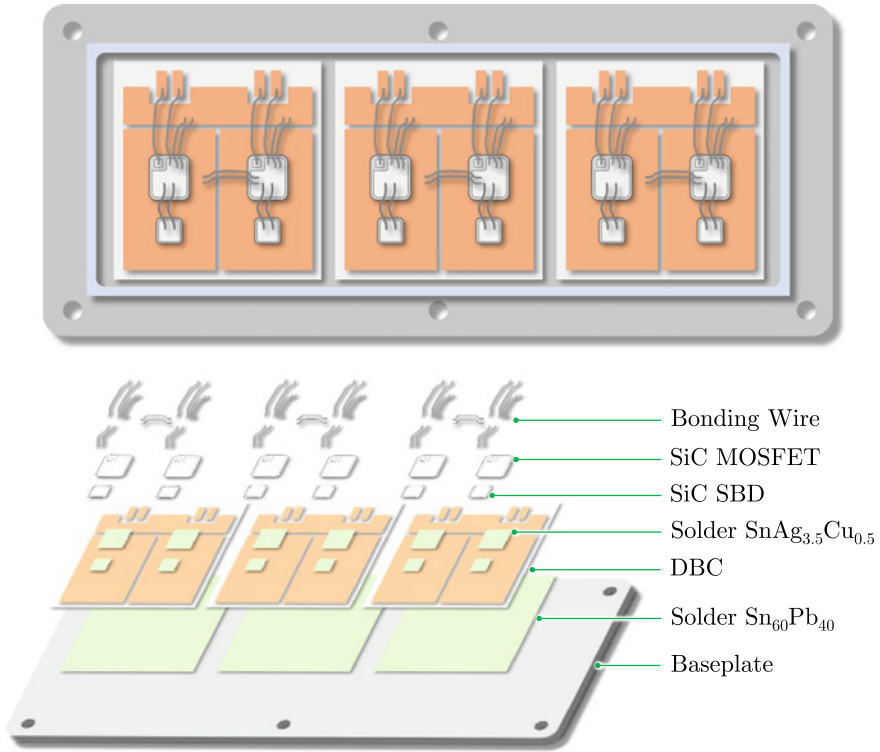 Bonding Wire
SiC MOSFET
SiC SBD
Solder SnAg₃.₅Cu₀.₅
DBC
Solder Sn₆₀Pb₄₀
Baseplate